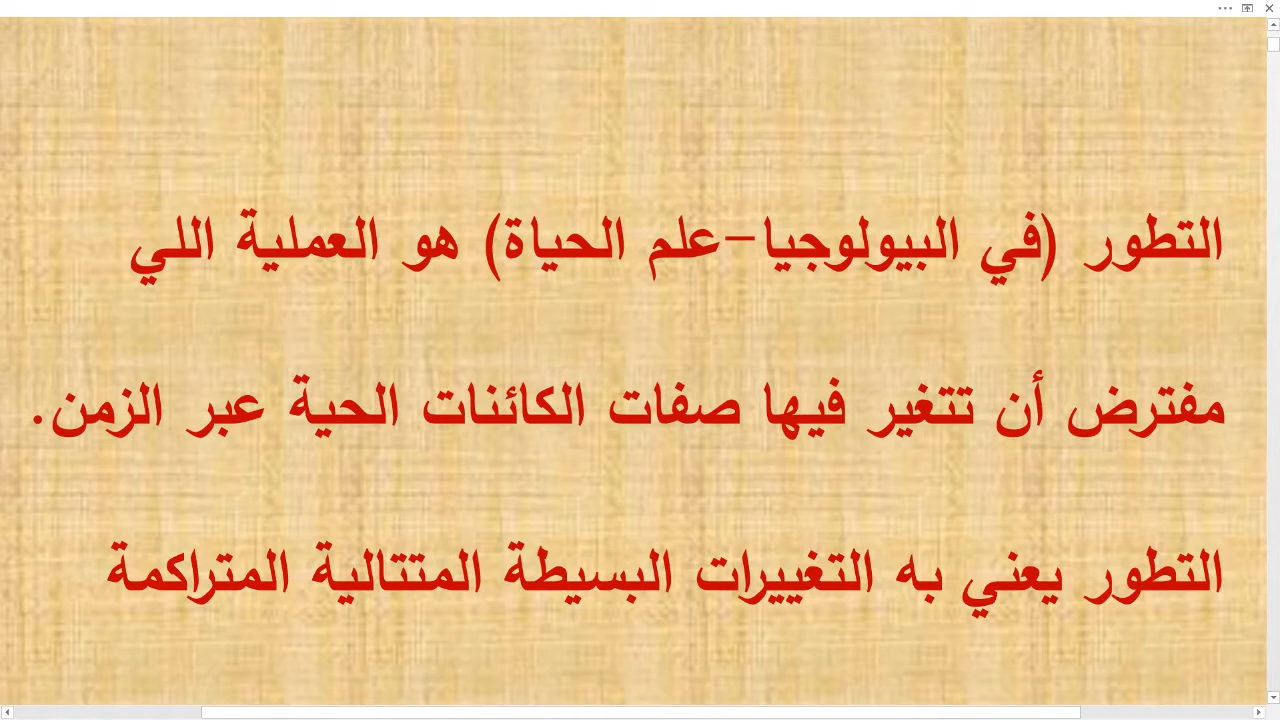 التطور (في البيولوجيا-علم الحياة) هو العملية اللي
مفترض أن تتغير فيها صفات الكائنات الحية عبر الزمن.
التطور يعني به التغييرات البسيطة المتتالية المتراكمة